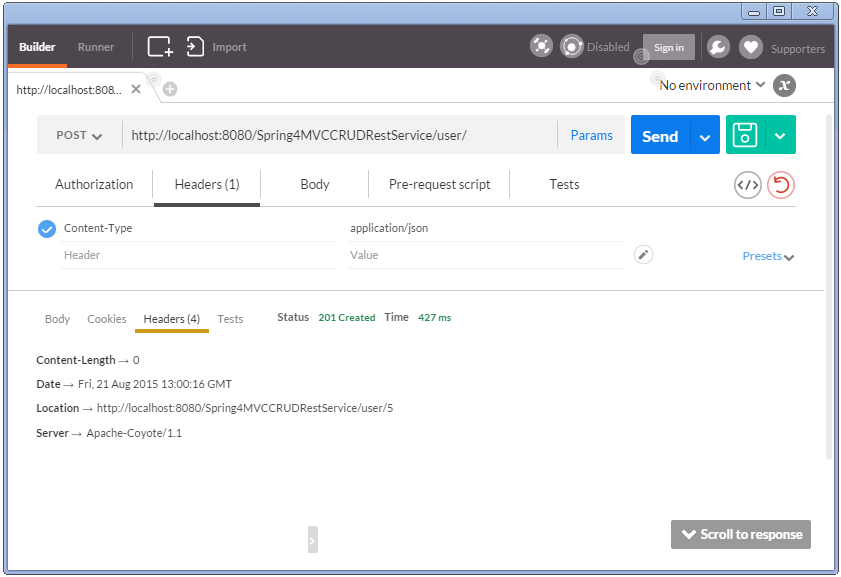 Builder Runner Import Disabled Sign in Supporters
http://localhost:808... No environment x
POST http://localhost:8080/Spring4MVCCRUDRestService/user/ Params Send
Authorization Headers (1) Body Pre-request script Tests
Content-Type application/json
Header Value Presets
Body Cookies Headers (4) Tests Status 201 Created Time 427 ms
Content-Length → 0
Date → Fri, 21 Aug 2015 13:00:16 GMT
Location → http://localhost:8080/Spring4MVCCRUDRestService/user/5
Server → Apache-Coyote/1.1
Scroll to response